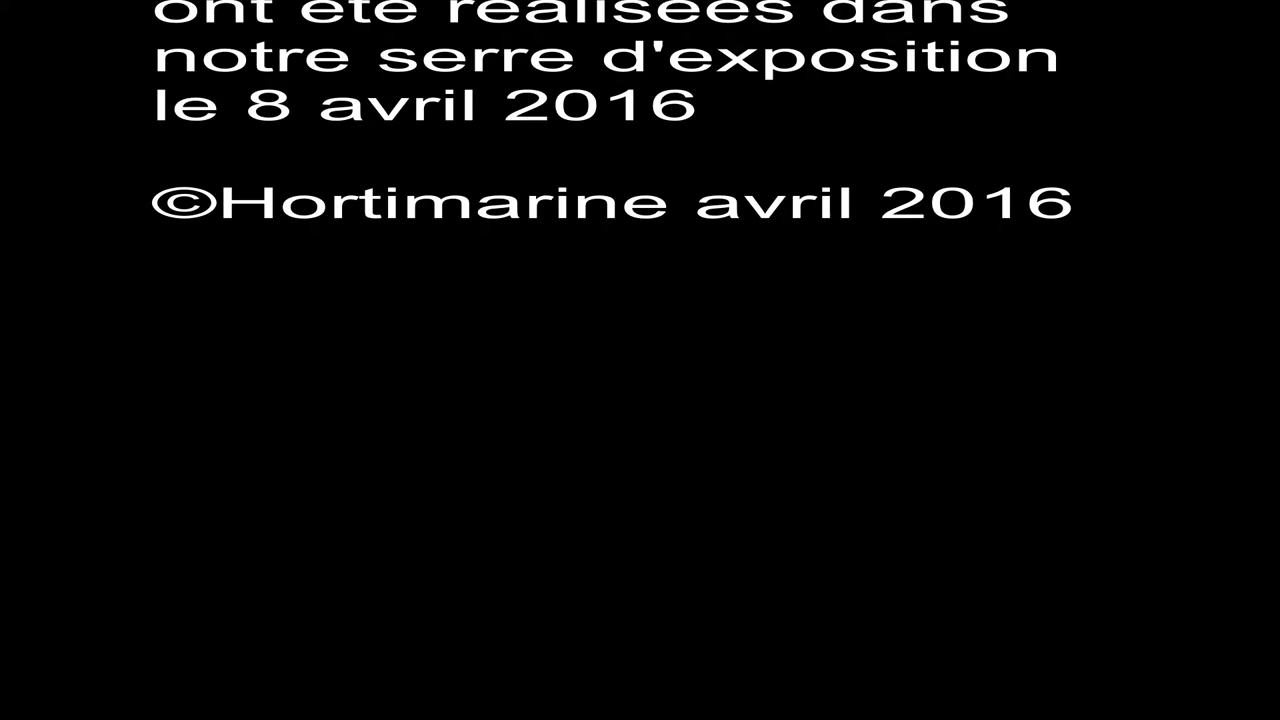 ont été réalisées dans
notre serre d'exposition
le 8 avril 2016
©Hortimarine avril 2016